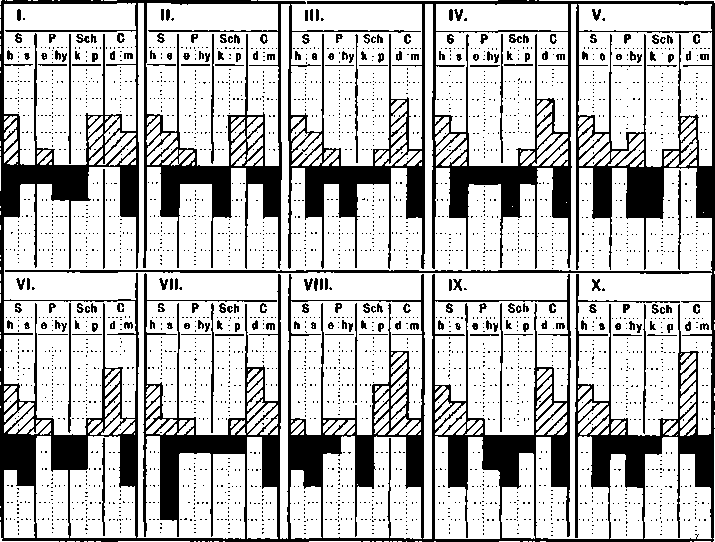 I. II. III. IV. V.
S P Sch C S P Sch C S P Sch C S P Sch C S P Sch C
h s e hy k p d m h s e hy k p d m h s e hy k p d m h s e hy k p d m h s e hy k p d m
VI. VII. VIII. IX. X.
S P Sch C S P Sch C S P Sch C S P Sch C S P Sch C
h s e hy k p d m h s e hy k p d m h s e hy k p d m h s e hy k p d m h s e hy k p d m